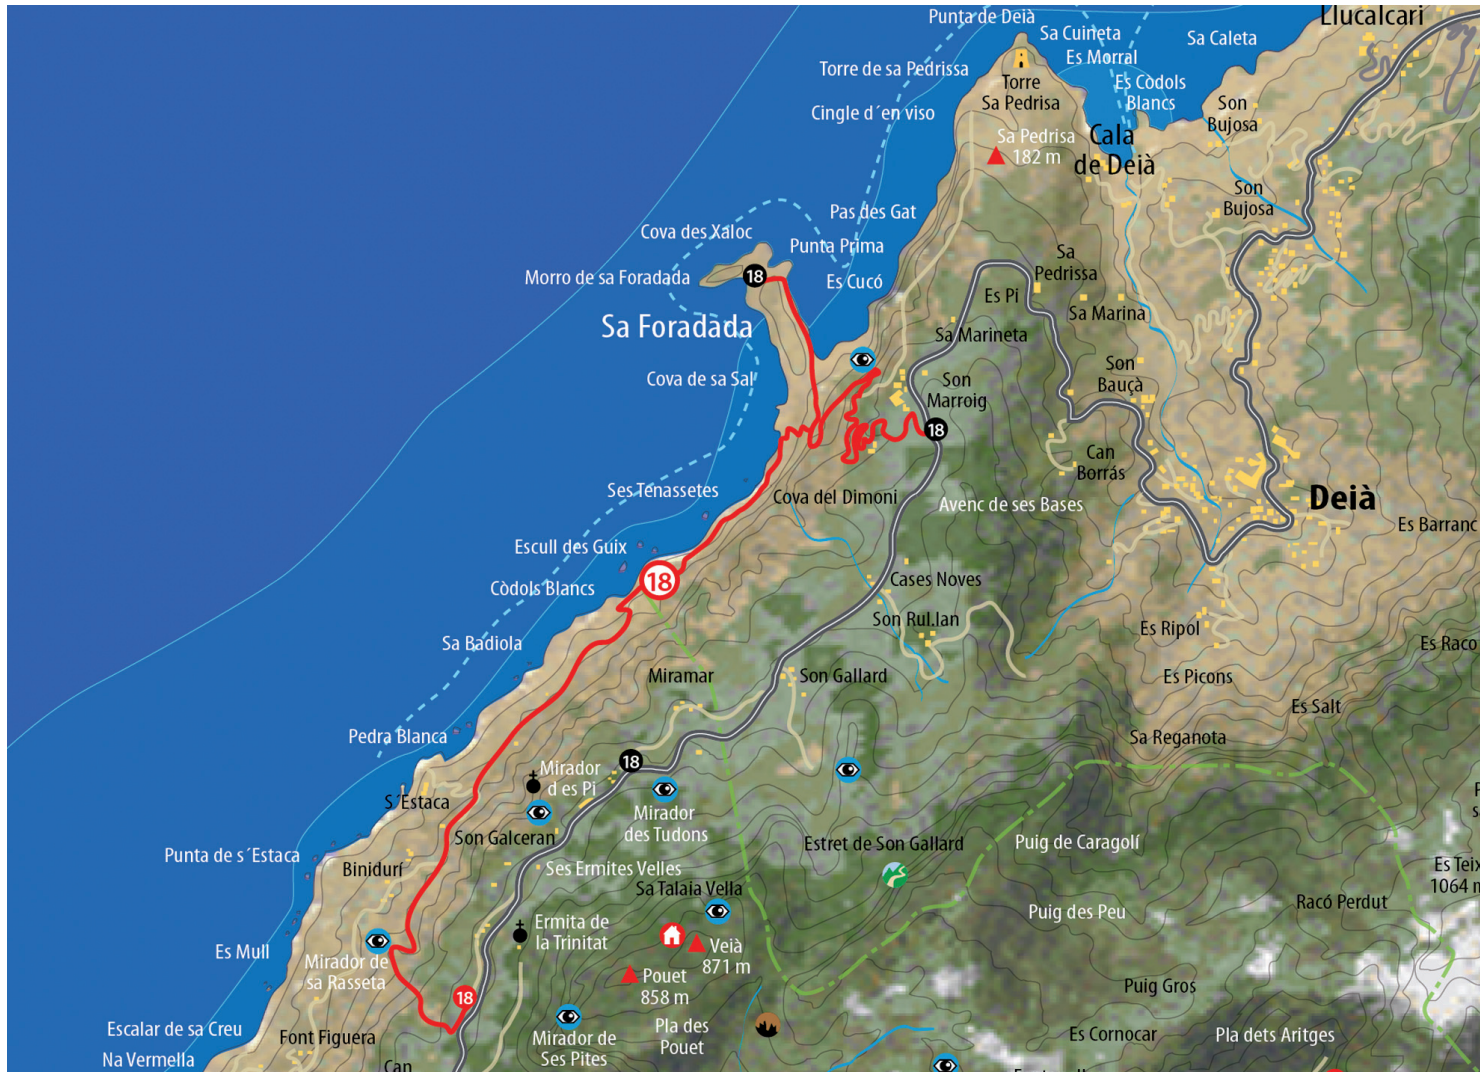 Llucalcari
Punta de Deià
Sa Cuineta
Sa Caleta
Es Morral
Torre de sa Pedrissa
Torre
Sa Pedrisa
Es Còdols
Blancs
Son
Bujosa
Cingle d´en viso
Sa Pedrisa
182 m
Cala
de Deià
Son
Bujosa
Pas des Gat
Cova des Xaloc
Punta Prima
Sa
Pedrissa
Morro de sa Foradada
18
Es Cucó
Es Pi
Sa Marina
Sa Foradada
Sa Marineta
Cova de sa Sal
Son
Marroig
Son
Bauçà
18
Can
Borrás
Ses Tenassetes
Cova del Dimoni
Avenc de ses Bases
Deià
Es Barranc
Escull des Guix
18
Còdols Blancs
Cases Noves
Son Rul.lan
Es Ripol
Sa Badiola
Es Raco
Miramar
Son Gallard
Es Picons
Es Salt
Pedra Blanca
Sa Reganota
18
Mirador
d es Pi
S´Estaca
Mirador
des Tudons
Son Galceran
Estret de Son Gallard
Puig de Caragolí
Punta de s´Estaca
Binidurí
Ses Ermites Velles
Es Teix
1064 m
Sa Talaia Vella
Racó Perdut
Puig des Peu
Ermita de
la Trinitat
Es Mull
Mirador de
sa Rasseta
Veià
871 m
Pouet
858 m
Puig Gros
18
Escalar de sa Creu
Font Figuera
Mirador de
Ses Pites
Pla des
Pouet
Es Cornocar
Pla dets Aritges
Na Vermella
Can